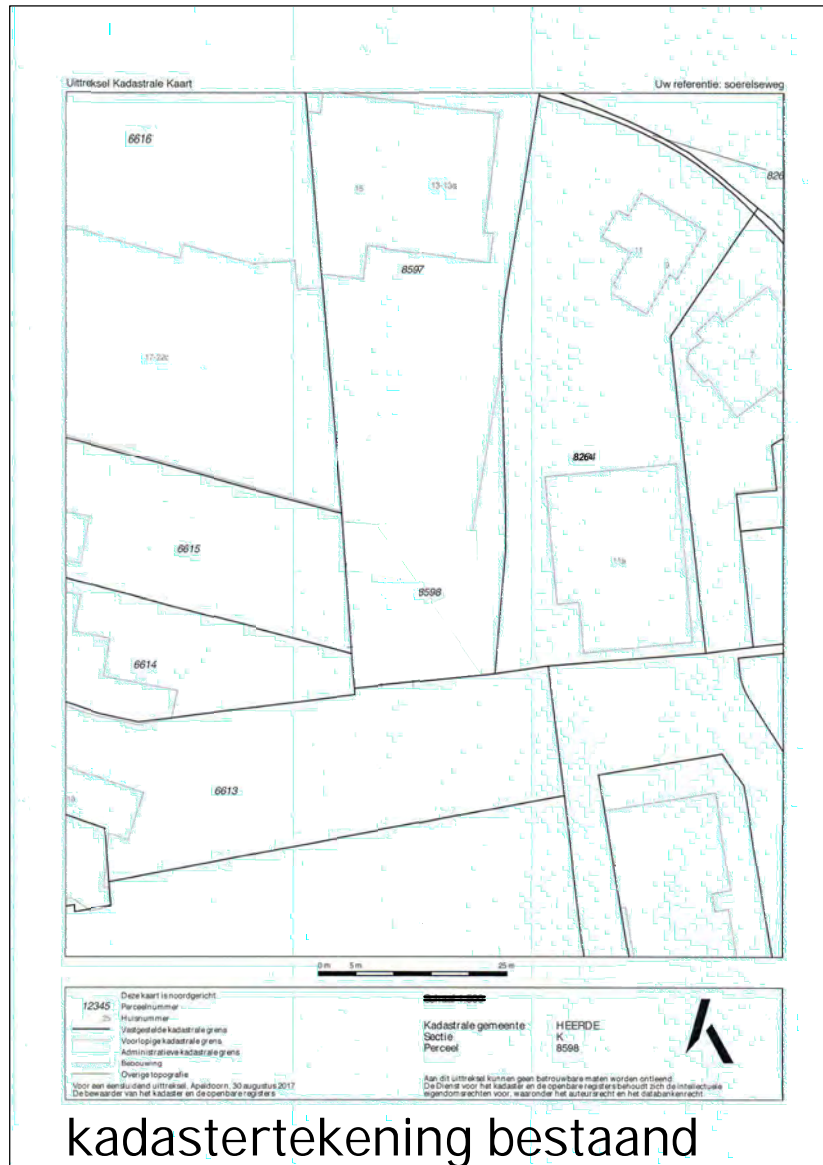 Uittreksel Kadastrale Kaart
Uw referentie: soerelseweg
6616
826
15
13-13a
11
9
8597
7
17-22c
8264
6615
11a
8598
6614
6613
0 m 5 m 25 m
Deze kaart is noordgericht
12345 Perceelnummer
25 Huisnummer
Vastgestelde kadastrale grens
Voorlopige kadastrale grens
Administratieve kadastrale grens
Bebouwing
Overige topografie
Voor een eensluidend uittreksel, Apeldoorn, 30 augustus 2017
De bewaarder van het kadaster en de openbare registers
Kadastrale gemeente HEERDE
Sectie K
Perceel 8598
Aan dit uittreksel kunnen geen betrouwbare maten worden ontleend.
De Dienst voor het kadaster en de openbare registers behoudt zich de intellectuele
eigendomsrechten voor, waaronder het auteursrecht en het databankenrecht.
kadastertekening bestaand